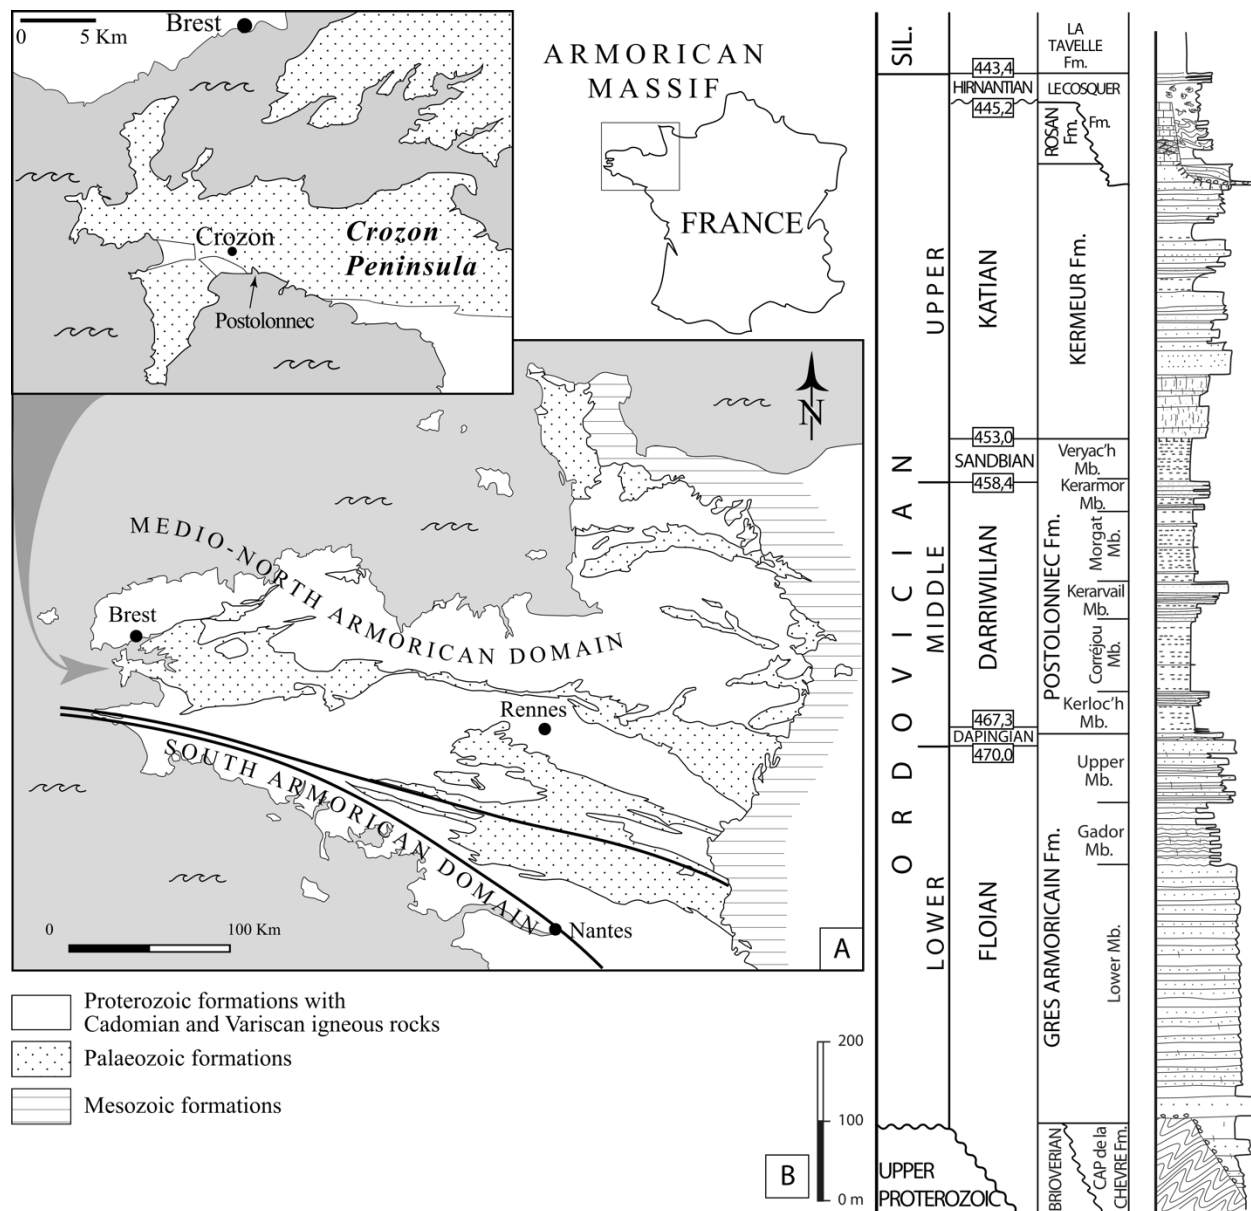 Brest
0 5 Km
Crozon
Crozon
Peninsula
Postolonnec
ARMORICAN
MASSIF
FRANCE
N
MEDIO-NORTH ARMORICAN DOMAIN
Brest
Rennes
SOUTH ARMORICAN DOMAIN
Nantes
0 100 Km
A
Proterozoic formations with
Cadomian and Variscan igneous rocks
Palaeozoic formations
Mesozoic formations
B
200
100
0 m
SIL.
LA
TAVELLE
Fm.
443,4
HIRNANTIAN
LE COSQUER
445,2
ROSAN
Fm.
Fm.
UPPER
KATIAN
KERMEUR Fm.
453,0
SANDBIAN
Veryac'h
Mb.
458,4
Kerarmor
Mb.
ORDOVICIAN
MIDDLE
DARRIWILIAN
POSTOLONNEC Fm.
Morgat
Mb.
Kerarvail
Mb.
Corréjou
Mb.
Kerloc'h
Mb.
467,3
DAPINGIAN
470,0
LOWER
FLOIAN
GRES ARMORICAIN Fm.
Upper
Mb.
Gador
Mb.
Lower Mb.
UPPER
PROTEROZOIC
BRIOVERIAN
CAP de la
CHEVRE Fm.